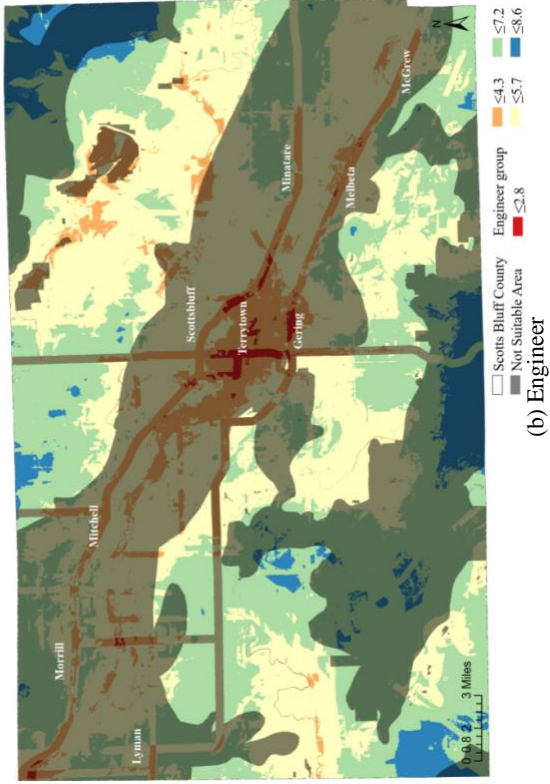 Morrill
Mitchell
Lyman
Scottsbluff
Terrytown
Gering
Minatare
Melbeta
McGrew
N
0 0.8 2 3 Miles
Scotts Bluff County
Not Suitable Area
Engineer group
≤2.8
≤4.3
≤5.7
≤7.2
≤8.6
(b) Engineer